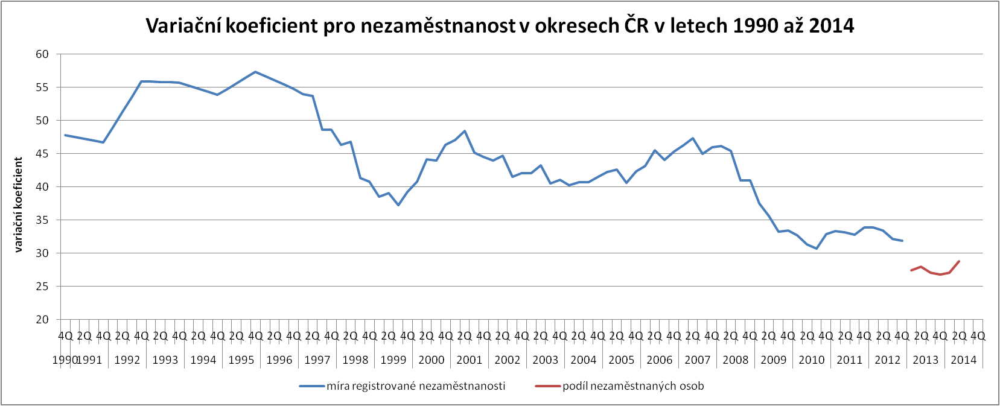 Variační koeficient pro nezaměstnanost v okresech ČR v letech 1990 až 2014
variační koeficient
60
55
50
45
40
35
30
25
20
4Q 2Q 4Q 2Q 4Q 2Q 4Q 2Q 4Q 2Q 4Q 2Q 4Q 2Q 4Q 2Q 4Q 2Q 4Q 2Q 4Q 2Q 4Q 2Q 4Q 2Q 4Q 2Q 4Q 2Q 4Q 2Q 4Q 2Q 4Q 2Q 4Q 2Q 4Q 2Q 4Q 2Q 4Q 2Q 4Q 2Q 4Q 2Q 4Q
1990 1991 1992 1993 1994 1995 1996 1997 1998 1999 2000 2001 2002 2003 2004 2005 2006 2007 2008 2009 2010 2011 2012 2013 2014
míra registrované nezaměstnanosti podíl nezaměstnaných osob